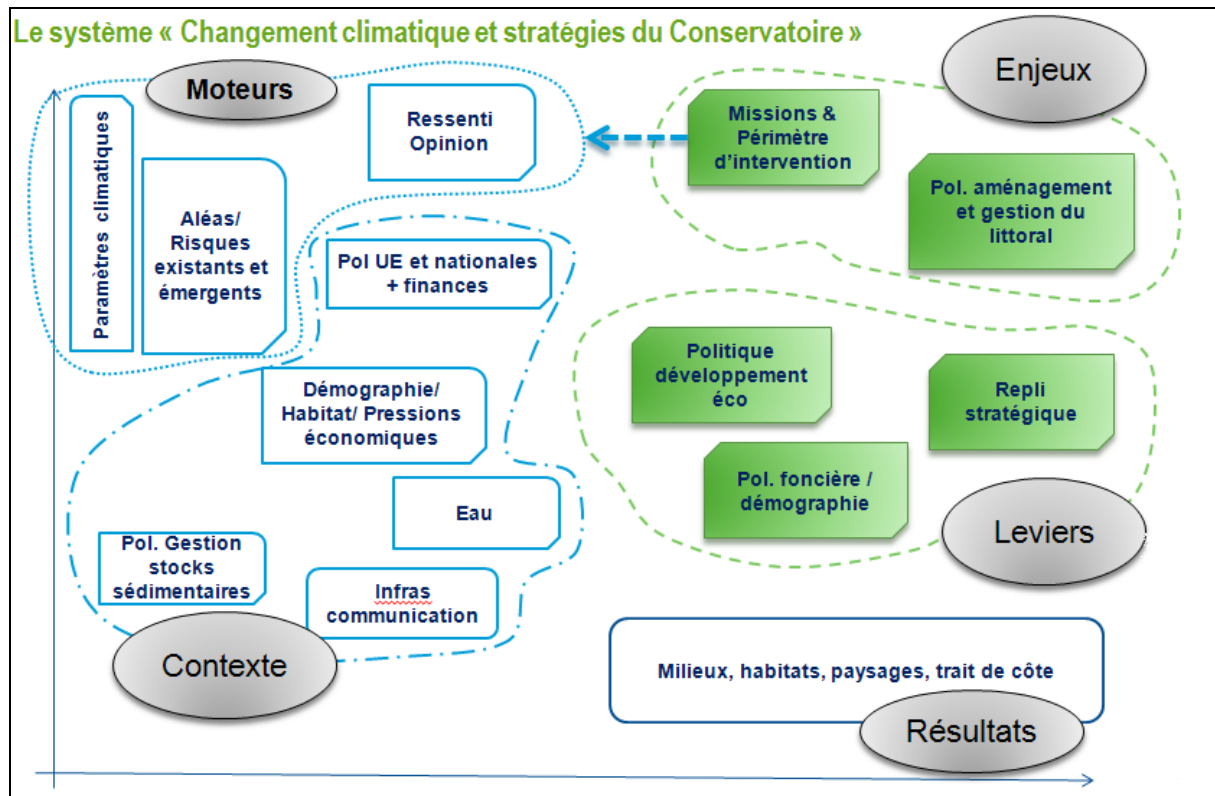 Le système « Changement climatique et stratégies du Conservatoire »
Moteurs
Paramètres climatiques
Aléas/
Risques
existants et
émergents
Ressenti
Opinion
Missions &
Périmètre
d'intervention
Enjeux
Pol. aménagement
et gestion du
littoral
Pol UE et nationales
+ finances
Démographie/
Habitat/ Pressions
économiques
Eau
Pol. Gestion
stocks
sédimentaires
Infras
communication
Contexte
Politique
développement
éco
Repli
stratégique
Pol. foncière /
démographie
Leviers
Milieux, habitats, paysages, trait de côte
Résultats